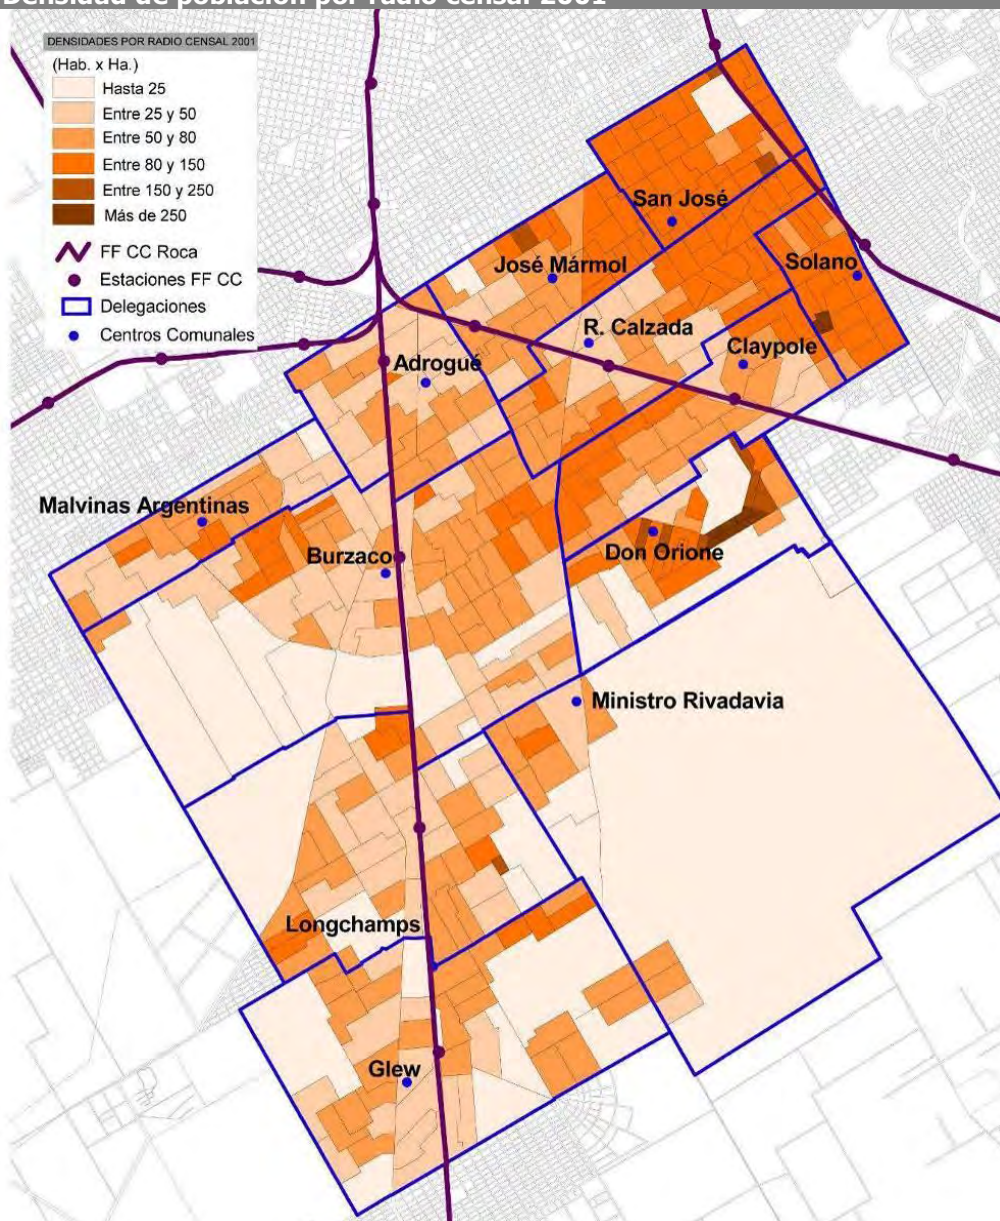 Densidad de población por radio censal 2001
DENSIDADES POR RADIO CENSAL 2001
(Hab. x Ha.)
Hasta 25
Entre 25 y 50
Entre 50 y 80
Entre 80 y 150
Entre 150 y 250
Más de 250
FF CC Roca
Estaciones FF CC
Delegaciones
Centros Comunales
San José
José Mármol
Solano
R. Calzada
Claypole
Adrogué
Malvinas Argentinas
Burzaco
Don Orione
Ministro Rivadavia
Longchamps
Glew